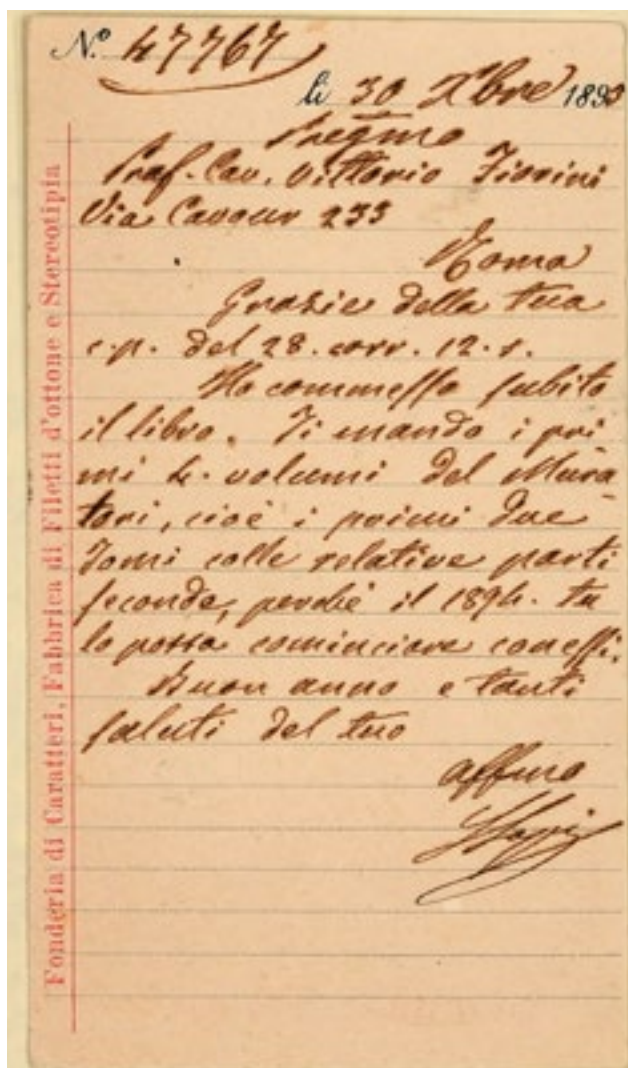 N.º 47767
li 30 Xbre 1893
Pregmo
Prof. Cav. Vittorio Fiorini
Via Cavour 233
Roma
Grazie della tua
c.p. del 28. corr. 12. s.
Ho commesso subito
il libro. Ti mando i pri
mi 4. volumi del Mura
tori, cioè i primi due
Tomi colle relative parti
seconde, perchè il 1894. tu
lo possa cominciare con essi.
Buon anno e tanti
saluti del tuo
affmo
SLapi
Fonderia di Caratteri, Fabbrica di Filetti d'ottone e Stereotipia